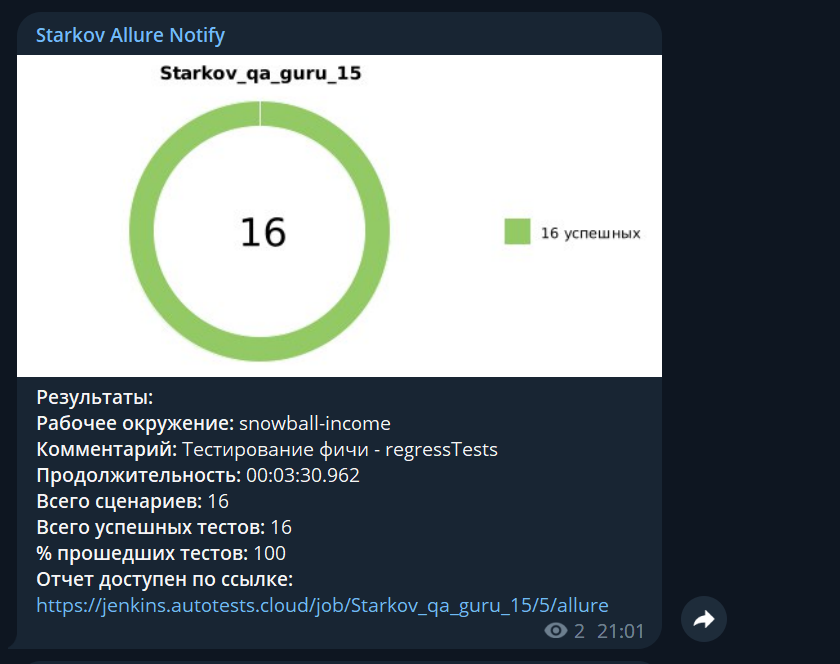 Starkov Allure Notify
Starkov_qa_guru_15
16
16 успешных
Результаты:
Рабочее окружение: snowball-income
Комментарий: Тестирование фичи - regressTests
Продолжительность: 00:03:30.962
Всего сценариев: 16
Всего успешных тестов: 16
% прошедших тестов: 100
Отчет доступен по ссылке:
https://jenkins.autotests.cloud/job/Starkov_qa_guru_15/5/allure
2 21:01